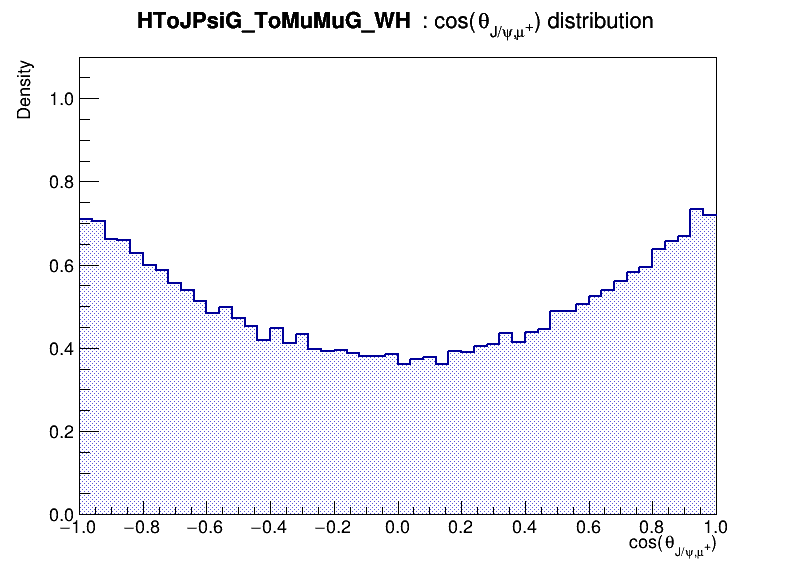 HToJPsiG_ToMuMuG_WH : cos(θ_J/ψ,μ⁺) distribution
Density
1.0
0.8
0.6
0.4
0.2
0.0
−1.0 −0.8 −0.6 −0.4 −0.2 0.0 0.2 0.4 0.6 0.8 1.0
cos(θ_J/ψ,μ⁺)